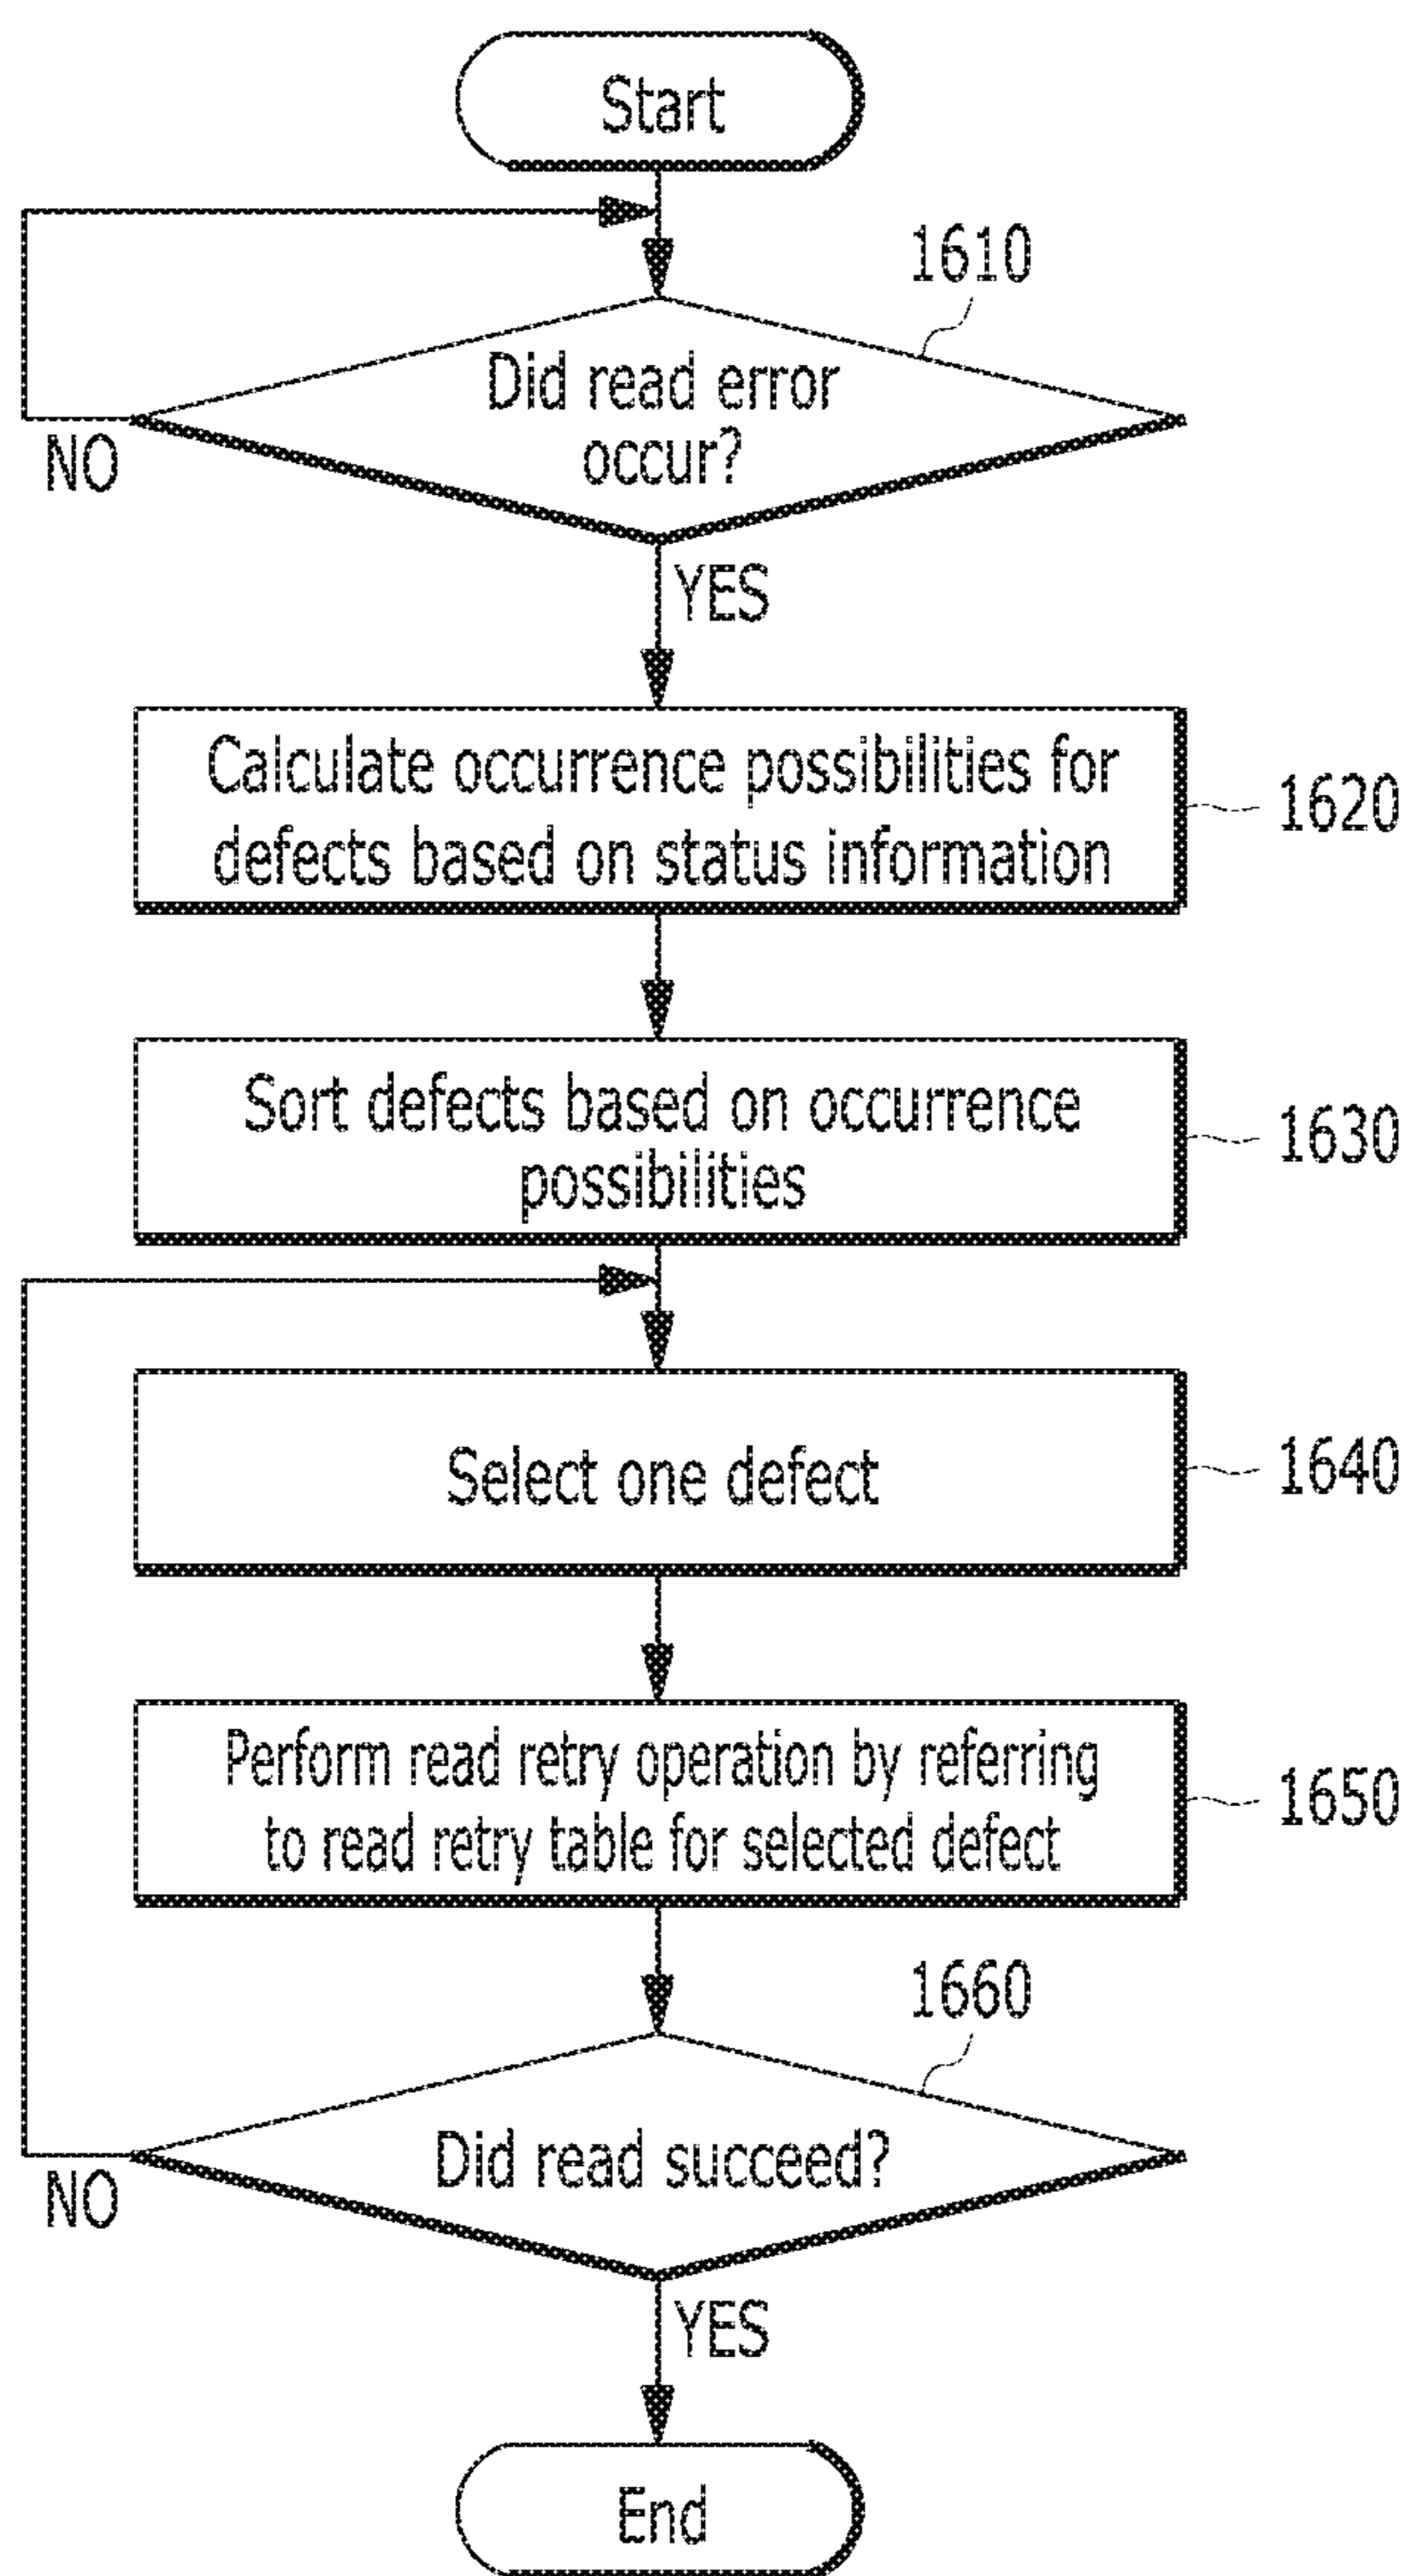 Start
1610
Did read error
occur?
NO
YES
Calculate occurrence possibilities for
defects based on status information
1620
Sort defects based on occurrence
possibilities
1630
Select one defect
1640
Perform read retry operation by referring
to read retry table for selected defect
1650
1660
Did read succeed?
NO
YES
End